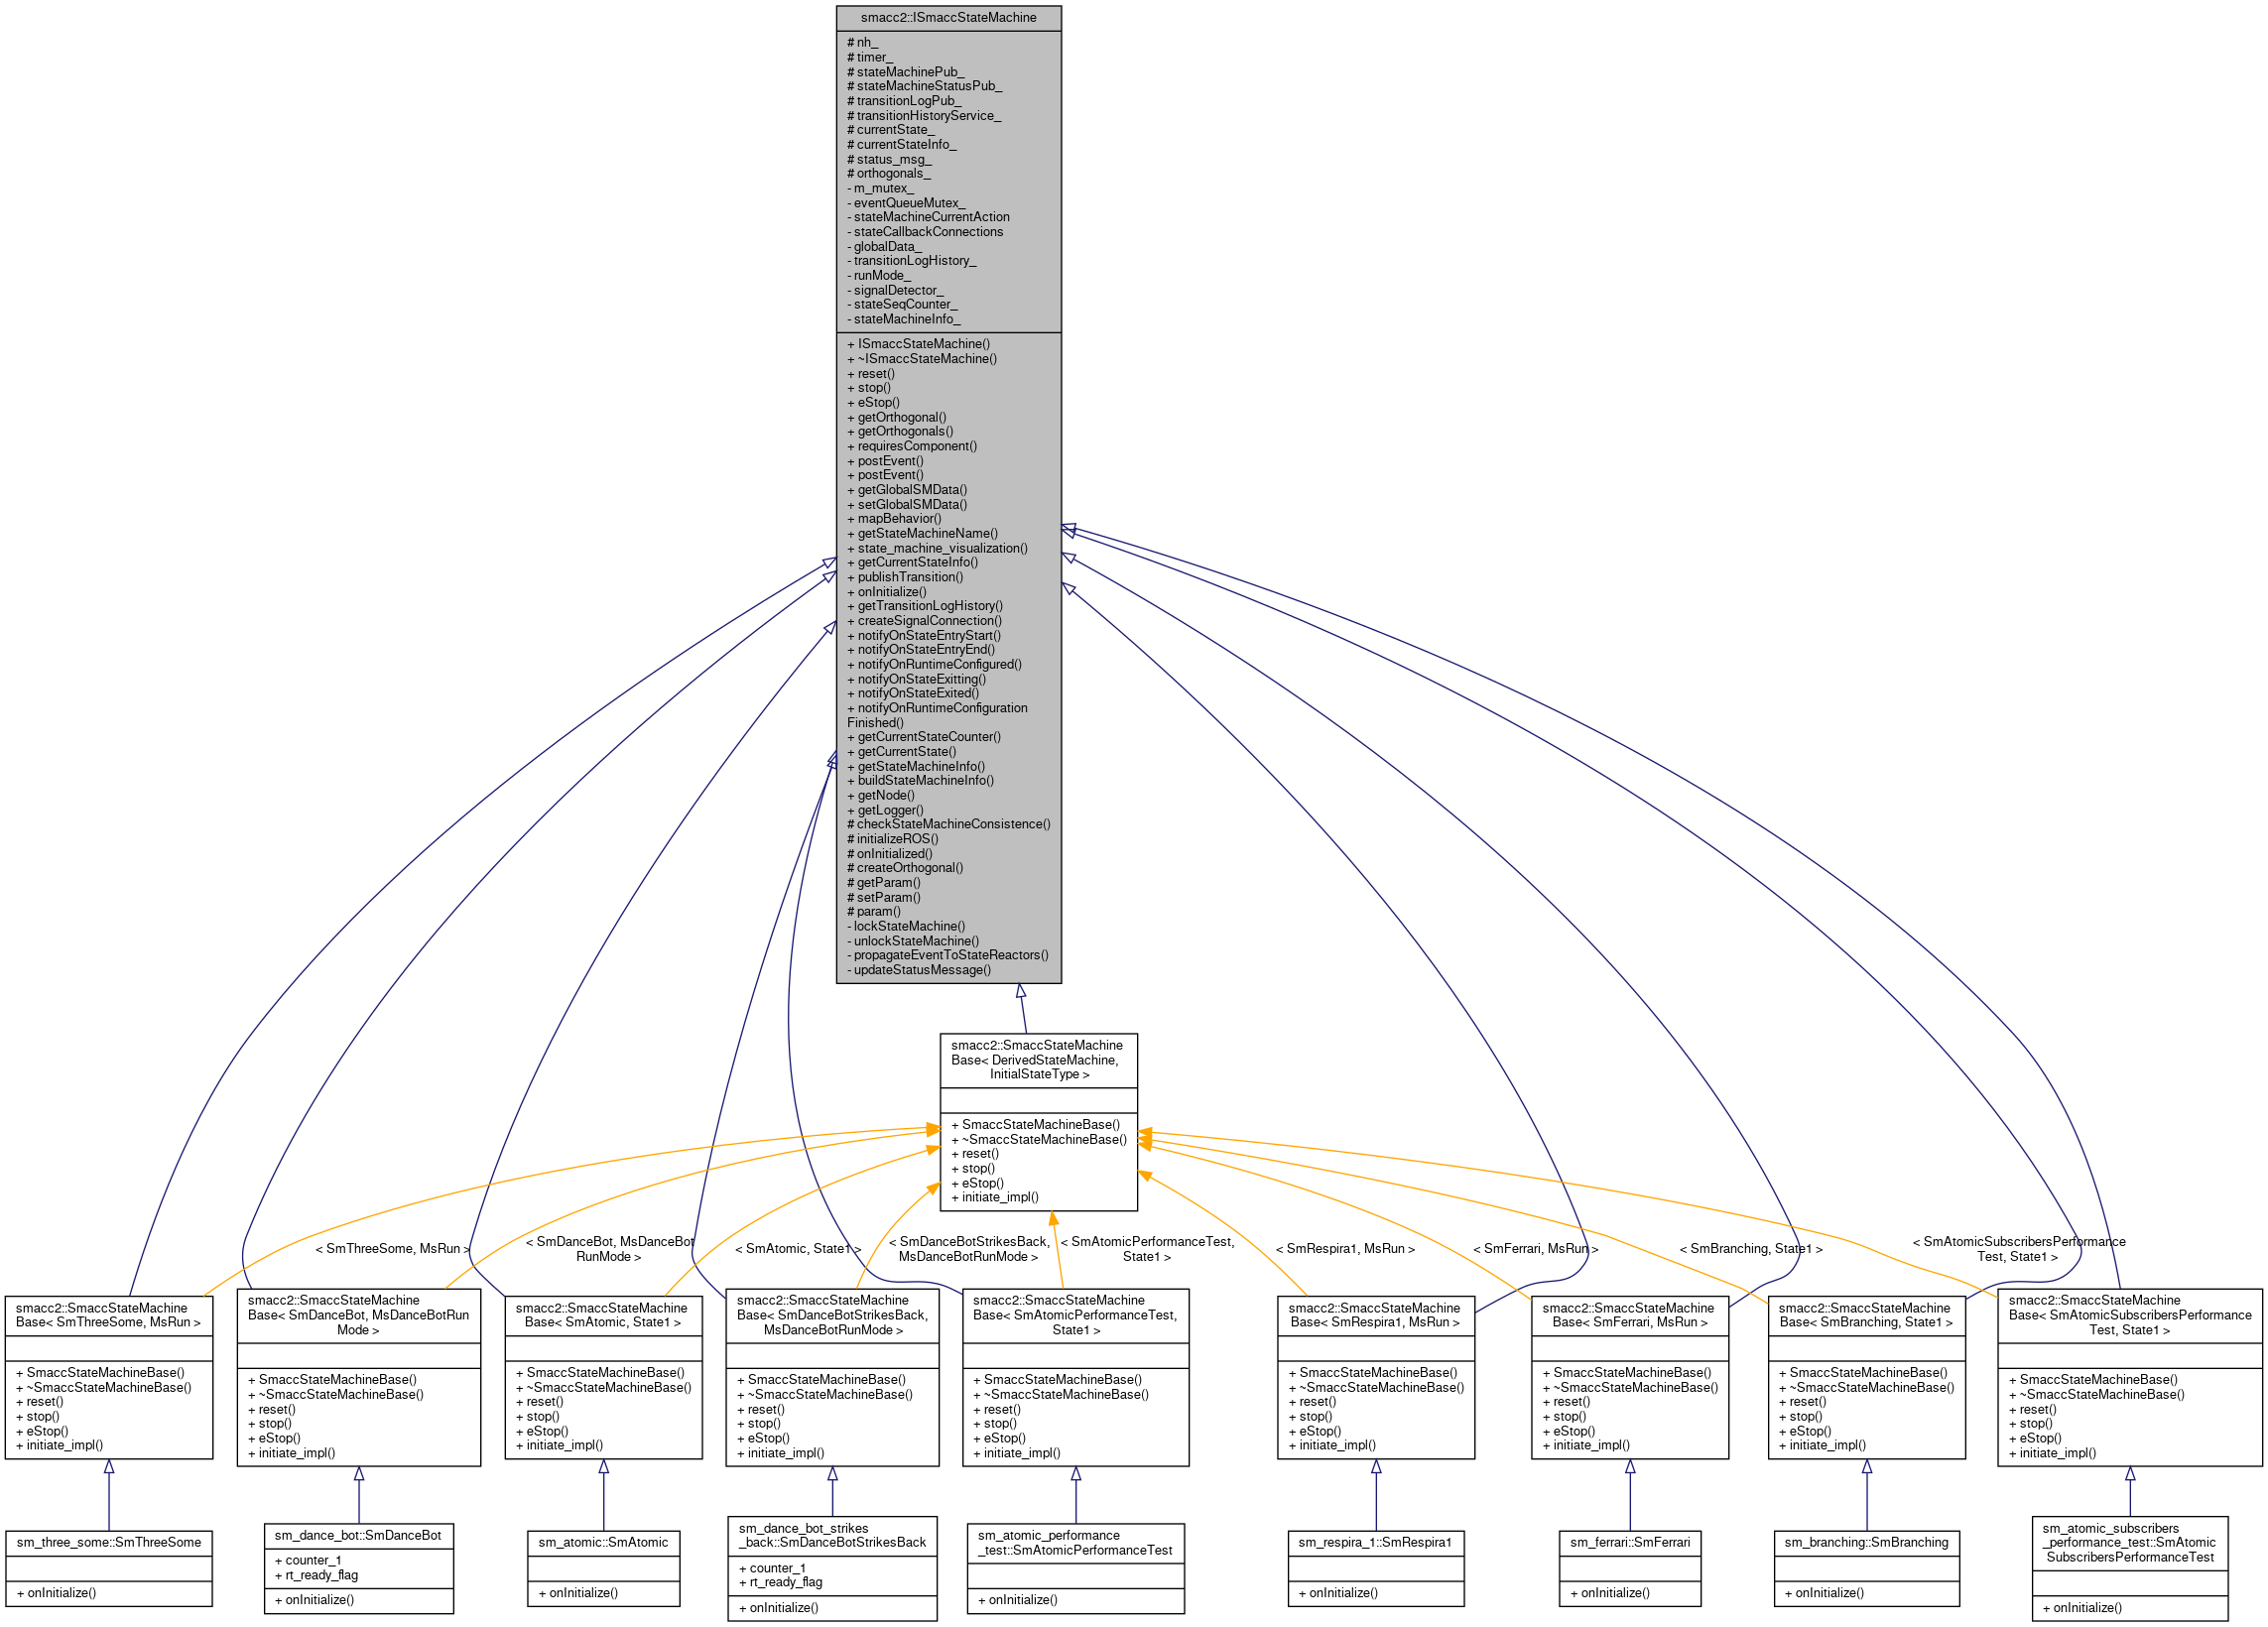 smacc2::ISmaccStateMachine
# nh_
# timer_
# stateMachinePub_
# stateMachineStatusPub_
# transitionLogPub_
# transitionHistoryService_
# currentState_
# currentStateInfo_
# status_msg_
# orthogonals_
- m_mutex_
- eventQueueMutex_
- stateMachineCurrentAction
- stateCallbackConnections
- globalData_
- transitionLogHistory_
- runMode_
- signalDetector_
- stateSeqCounter_
- stateMachineInfo_
+ ISmaccStateMachine()
+ ~ISmaccStateMachine()
+ reset()
+ stop()
+ eStop()
+ getOrthogonal()
+ getOrthogonals()
+ requiresComponent()
+ postEvent()
+ postEvent()
+ getGlobalSMData()
+ setGlobalSMData()
+ mapBehavior()
+ getStateMachineName()
+ state_machine_visualization()
+ getCurrentStateInfo()
+ publishTransition()
+ onInitialize()
+ getTransitionLogHistory()
+ createSignalConnection()
+ notifyOnStateEntryStart()
+ notifyOnStateEntryEnd()
+ notifyOnRuntimeConfigured()
+ notifyOnStateExitting()
+ notifyOnStateExited()
+ notifyOnRuntimeConfiguration
Finished()
+ getCurrentStateCounter()
+ getCurrentState()
+ getStateMachineInfo()
+ buildStateMachineInfo()
+ getNode()
+ getLogger()
# checkStateMachineConsistence()
# initializeROS()
# onInitialized()
# createOrthogonal()
# getParam()
# setParam()
# param()
- lockStateMachine()
- unlockStateMachine()
- propagateEventToStateReactors()
- updateStatusMessage()
smacc2::SmaccStateMachine
Base< DerivedStateMachine,
InitialStateType >
+ SmaccStateMachineBase()
+ ~SmaccStateMachineBase()
+ reset()
+ stop()
+ eStop()
+ initiate_impl()
< SmThreeSome, MsRun >
< SmDanceBot, MsDanceBot
RunMode >
< SmAtomic, State1 >
< SmDanceBotStrikesBack,
MsDanceBotRunMode >
< SmAtomicPerformanceTest,
State1 >
< SmRespira1, MsRun >
< SmFerrari, MsRun >
< SmBranching, State1 >
< SmAtomicSubscribersPerformance
Test, State1 >
smacc2::SmaccStateMachine
Base< SmThreeSome, MsRun >
+ SmaccStateMachineBase()
+ ~SmaccStateMachineBase()
+ reset()
+ stop()
+ eStop()
+ initiate_impl()
smacc2::SmaccStateMachine
Base< SmDanceBot, MsDanceBotRun
Mode >
+ SmaccStateMachineBase()
+ ~SmaccStateMachineBase()
+ reset()
+ stop()
+ eStop()
+ initiate_impl()
smacc2::SmaccStateMachine
Base< SmAtomic, State1 >
+ SmaccStateMachineBase()
+ ~SmaccStateMachineBase()
+ reset()
+ stop()
+ eStop()
+ initiate_impl()
smacc2::SmaccStateMachine
Base< SmDanceBotStrikesBack,
MsDanceBotRunMode >
+ SmaccStateMachineBase()
+ ~SmaccStateMachineBase()
+ reset()
+ stop()
+ eStop()
+ initiate_impl()
smacc2::SmaccStateMachine
Base< SmAtomicPerformanceTest,
State1 >
+ SmaccStateMachineBase()
+ ~SmaccStateMachineBase()
+ reset()
+ stop()
+ eStop()
+ initiate_impl()
smacc2::SmaccStateMachine
Base< SmRespira1, MsRun >
+ SmaccStateMachineBase()
+ ~SmaccStateMachineBase()
+ reset()
+ stop()
+ eStop()
+ initiate_impl()
smacc2::SmaccStateMachine
Base< SmFerrari, MsRun >
+ SmaccStateMachineBase()
+ ~SmaccStateMachineBase()
+ reset()
+ stop()
+ eStop()
+ initiate_impl()
smacc2::SmaccStateMachine
Base< SmBranching, State1 >
+ SmaccStateMachineBase()
+ ~SmaccStateMachineBase()
+ reset()
+ stop()
+ eStop()
+ initiate_impl()
smacc2::SmaccStateMachine
Base< SmAtomicSubscribersPerformance
Test, State1 >
+ SmaccStateMachineBase()
+ ~SmaccStateMachineBase()
+ reset()
+ stop()
+ eStop()
+ initiate_impl()
sm_three_some::SmThreeSome
+ onInitialize()
sm_dance_bot::SmDanceBot
+ counter_1
+ rt_ready_flag
+ onInitialize()
sm_atomic::SmAtomic
+ onInitialize()
sm_dance_bot_strikes
_back::SmDanceBotStrikesBack
+ counter_1
+ rt_ready_flag
+ onInitialize()
sm_atomic_performance
_test::SmAtomicPerformanceTest
+ onInitialize()
sm_respira_1::SmRespira1
+ onInitialize()
sm_ferrari::SmFerrari
+ onInitialize()
sm_branching::SmBranching
+ onInitialize()
sm_atomic_subscribers
_performance_test::SmAtomic
SubscribersPerformanceTest
+ onInitialize()